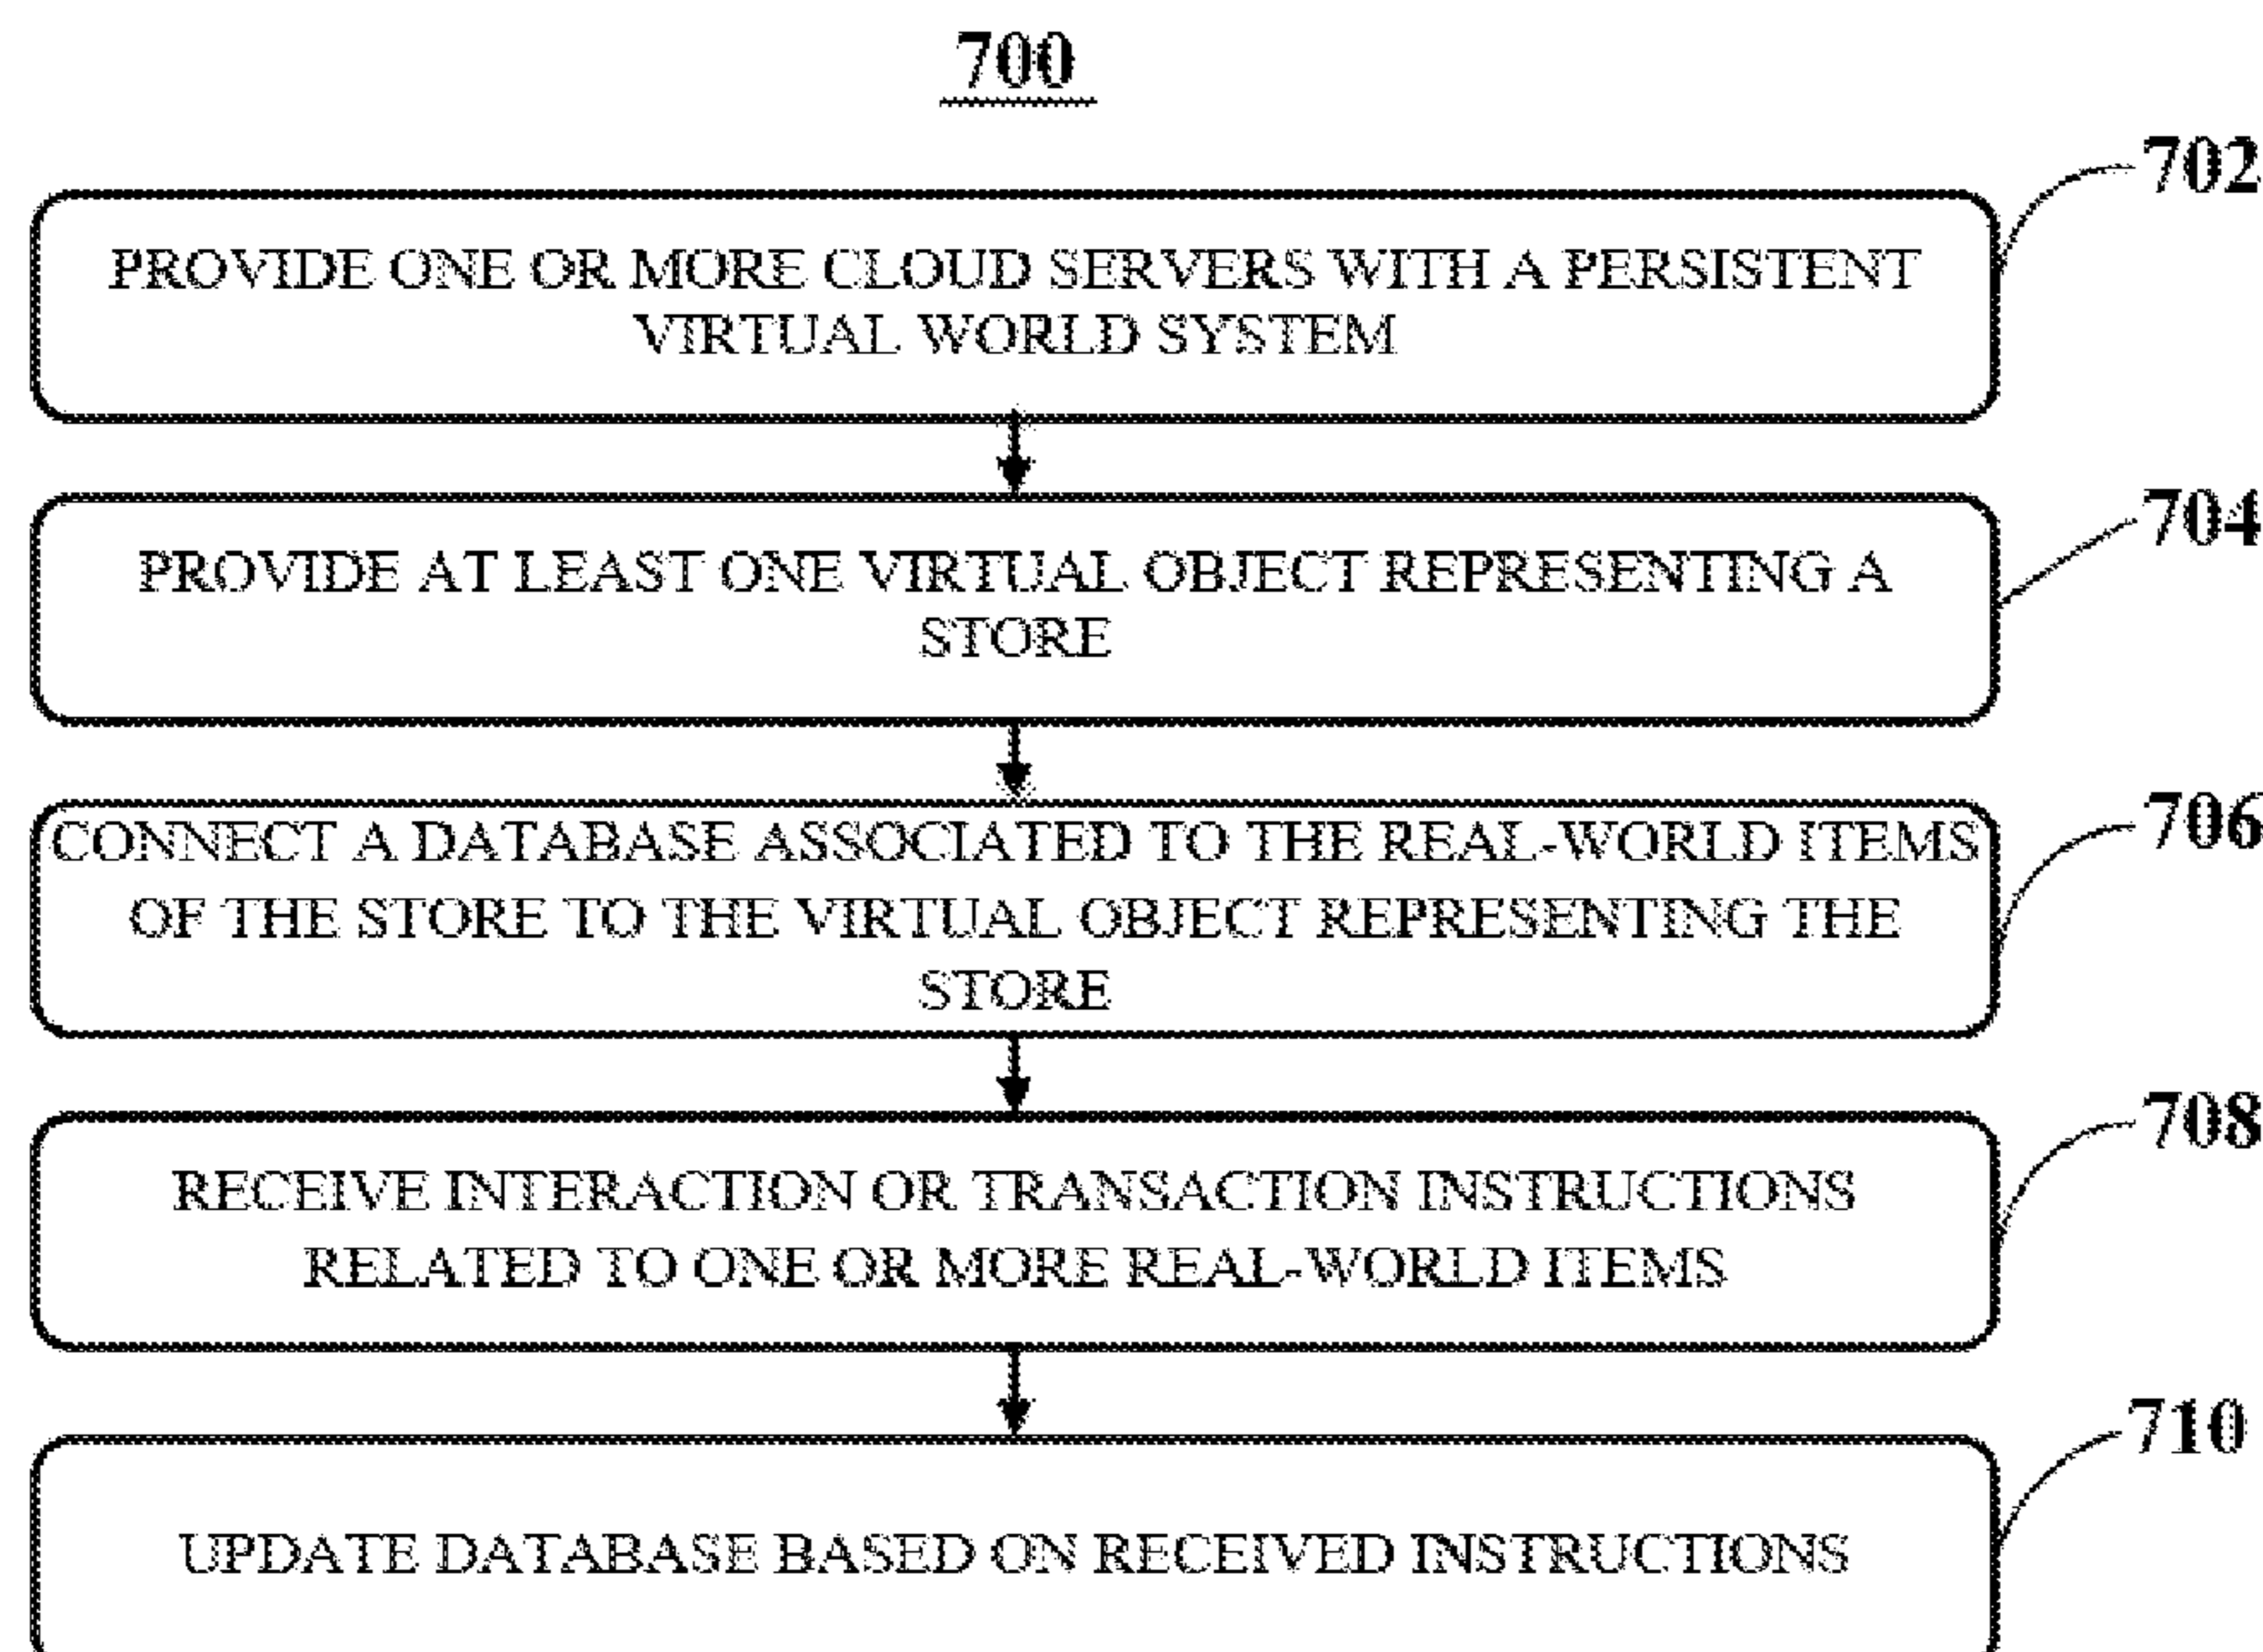 700
702
PROVIDE ONE OR MORE CLOUD SERVERS WITH A PERSISTENT
VIRTUAL WORLD SYSTEM
704
PROVIDE AT LEAST ONE VIRTUAL OBJECT REPRESENTING A
STORE
706
CONNECT A DATABASE ASSOCIATED TO THE REAL-WORLD ITEMS
OF THE STORE TO THE VIRTUAL OBJECT REPRESENTING THE
STORE
708
RECEIVE INTERACTION OR TRANSACTION INSTRUCTIONS
RELATED TO ONE OR MORE REAL-WORLD ITEMS
710
UPDATE DATABASE BASED ON RECEIVED INSTRUCTIONS